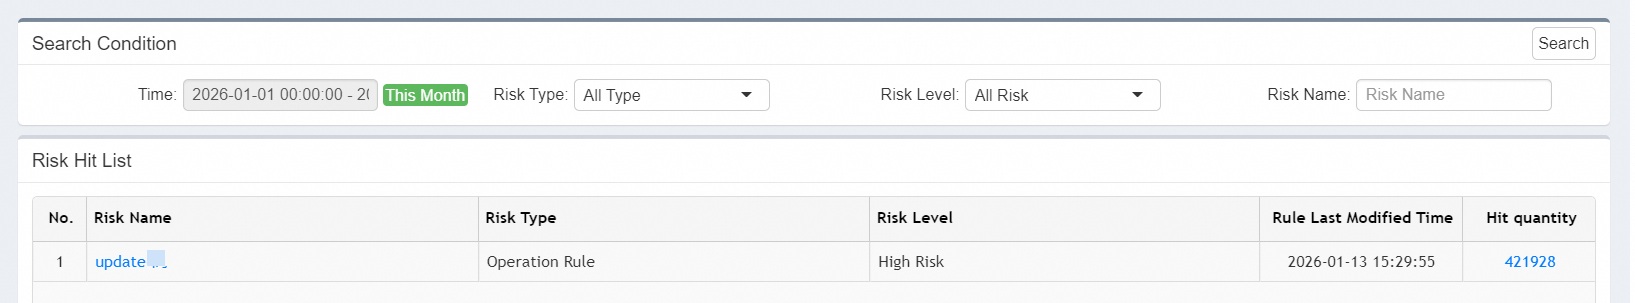 Search Condition
Search
Time: 2026-01-01 00:00:00 - 20 This Month Risk Type: All Type Risk Level: All Risk Risk Name: Risk Name
Risk Hit List
No. Risk Name Risk Type Risk Level Rule Last Modified Time Hit quantity
1 update Operation Rule High Risk 2026-01-13 15:29:55 421928